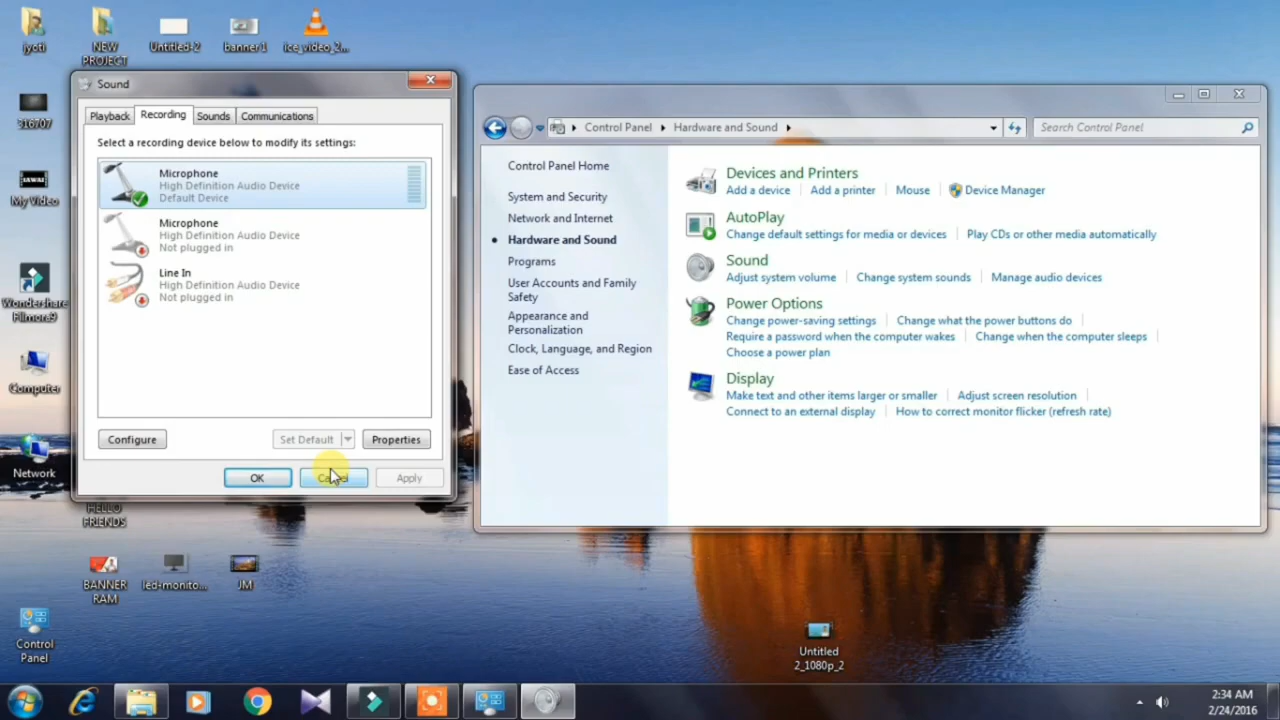 jyoti
NEW
PROJECT
Untitled-2
banner1
ice_video_2...
316707
My Video
Wondershare
Filmora9
Computer
Network
HELLO
FRIENDS
BANNER
RAM
led-monito...
JM
Control
Panel
Untitled
2_1080p_2
Sound
Playback
Recording
Sounds
Communications
Select a recording device below to modify its settings:
Microphone
High Definition Audio Device
Default Device
Microphone
High Definition Audio Device
Not plugged in
Line In
High Definition Audio Device
Not plugged in
Configure
Set Default
Properties
OK
Cancel
Apply
Control Panel
Hardware and Sound
Search Control Panel
Control Panel Home
System and Security
Network and Internet
Hardware and Sound
Programs
User Accounts and Family
Safety
Appearance and
Personalization
Clock, Language, and Region
Ease of Access
Devices and Printers
Add a device
Add a printer
Mouse
Device Manager
AutoPlay
Change default settings for media or devices
Play CDs or other media automatically
Sound
Adjust system volume
Change system sounds
Manage audio devices
Power Options
Change power-saving settings
Change what the power buttons do
Require a password when the computer wakes
Change when the computer sleeps
Choose a power plan
Display
Make text and other items larger or smaller
Adjust screen resolution
Connect to an external display
How to correct monitor flicker (refresh rate)
2:34 AM
2/24/2016